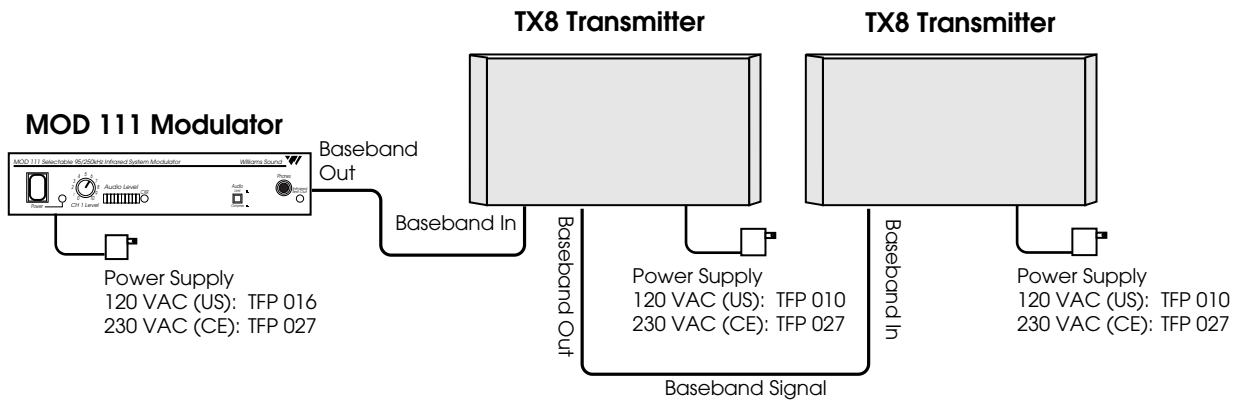 TX8 Transmitter
TX8 Transmitter
MOD 111 Modulator
MOD 111 Selectable 95/250kHz Infrared System Modulator
Williams Sound
Power
Audio Level
CH 1 Level
Audio
Phones
Baseband
Out
Baseband In
Baseband Out
Baseband In
Baseband Signal
Power Supply
120 VAC (US): TFP 016
230 VAC (CE): TFP 027
Power Supply
120 VAC (US): TFP 010
230 VAC (CE): TFP 027
Power Supply
120 VAC (US): TFP 010
230 VAC (CE): TFP 027